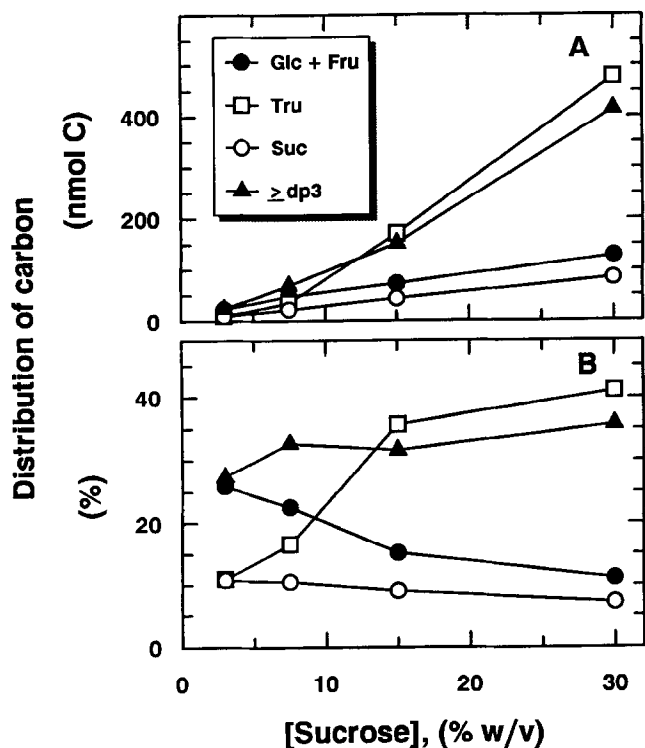 A
Glc + Fru
Tru
Suc
≥ dp3
Distribution of carbon
(nmol C)
400
200
0
B
(%)
40
20
0
0 10 20 30
[Sucrose], (% w/v)